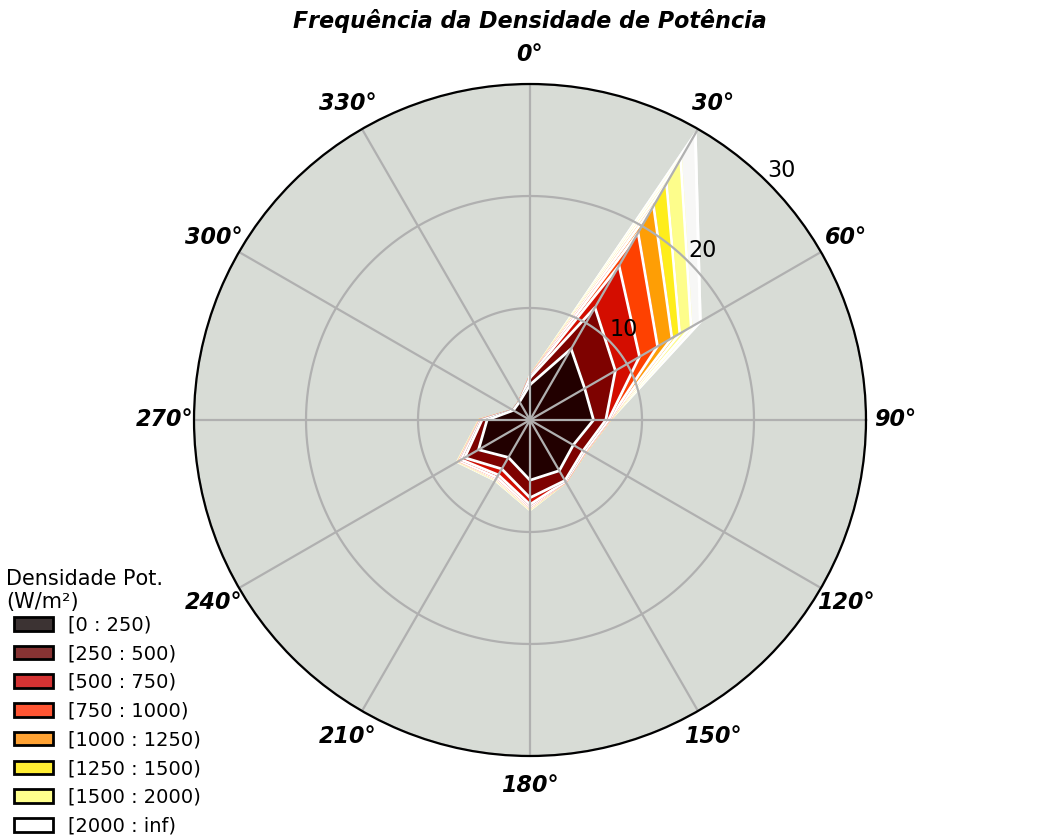 Frequência da Densidade de Potência
0°
330°
30°
30
300°
60°
20
10
270°
90°
Densidade Pot.
(W/m²)
240°
120°
[0 : 250)
[250 : 500)
[500 : 750)
[750 : 1000)
210°
150°
[1000 : 1250)
[1250 : 1500)
180°
[1500 : 2000)
[2000 : inf)